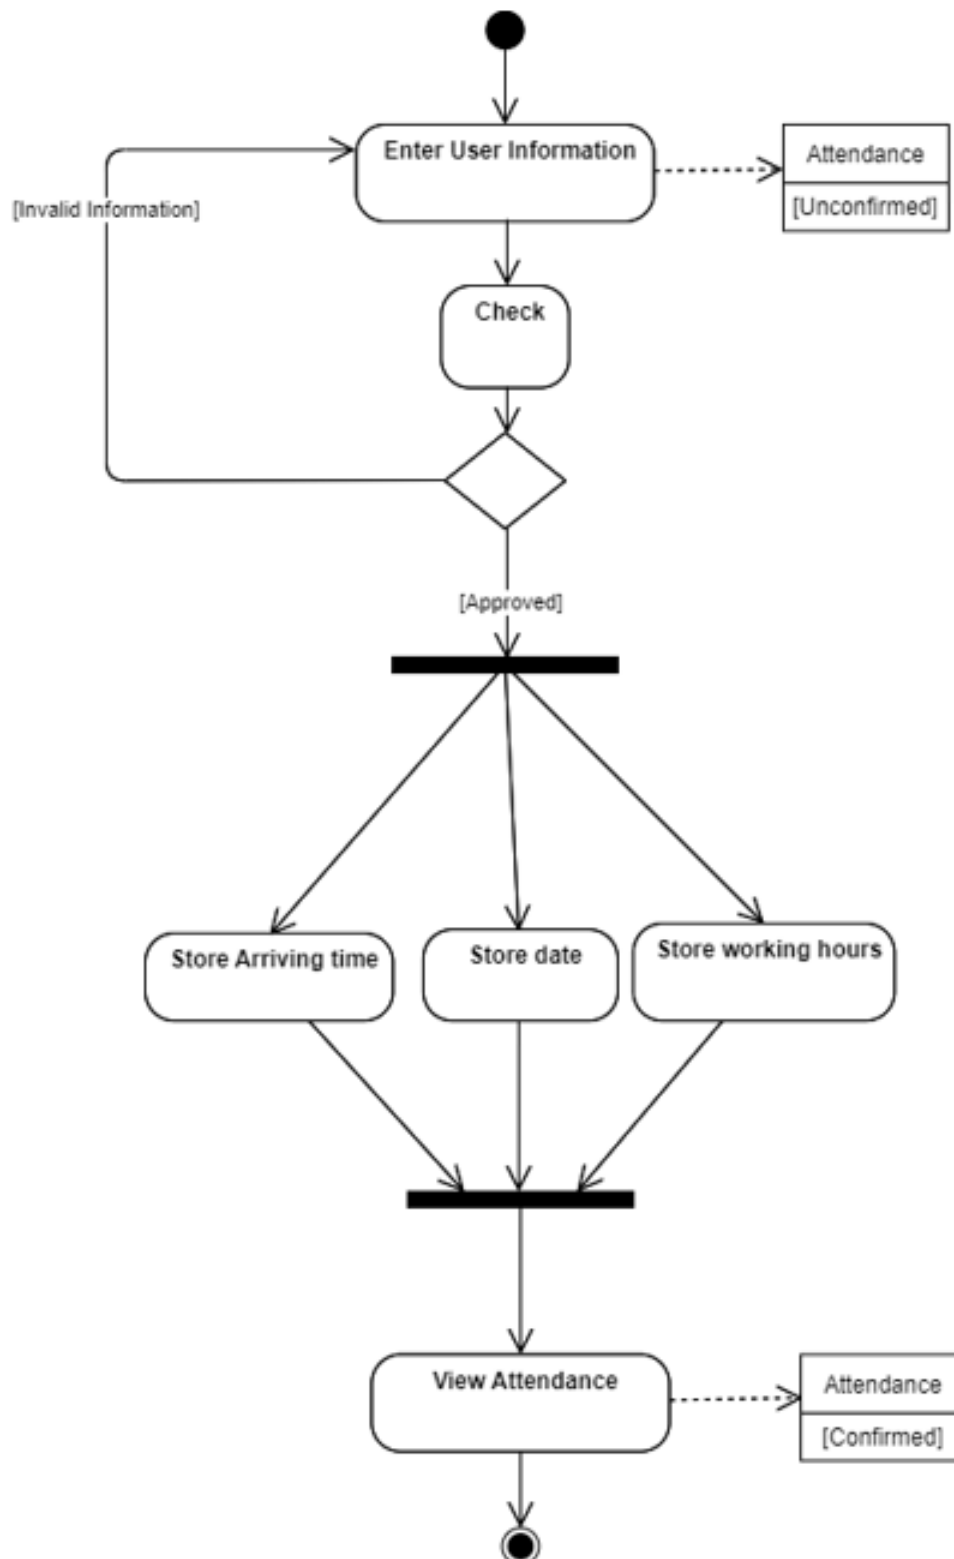 Enter User Information
Attendance
[Unconfirmed]
[Invalid Information]
Check
[Approved]
Store Arriving time
Store date
Store working hours
View Attendance
Attendance
[Confirmed]